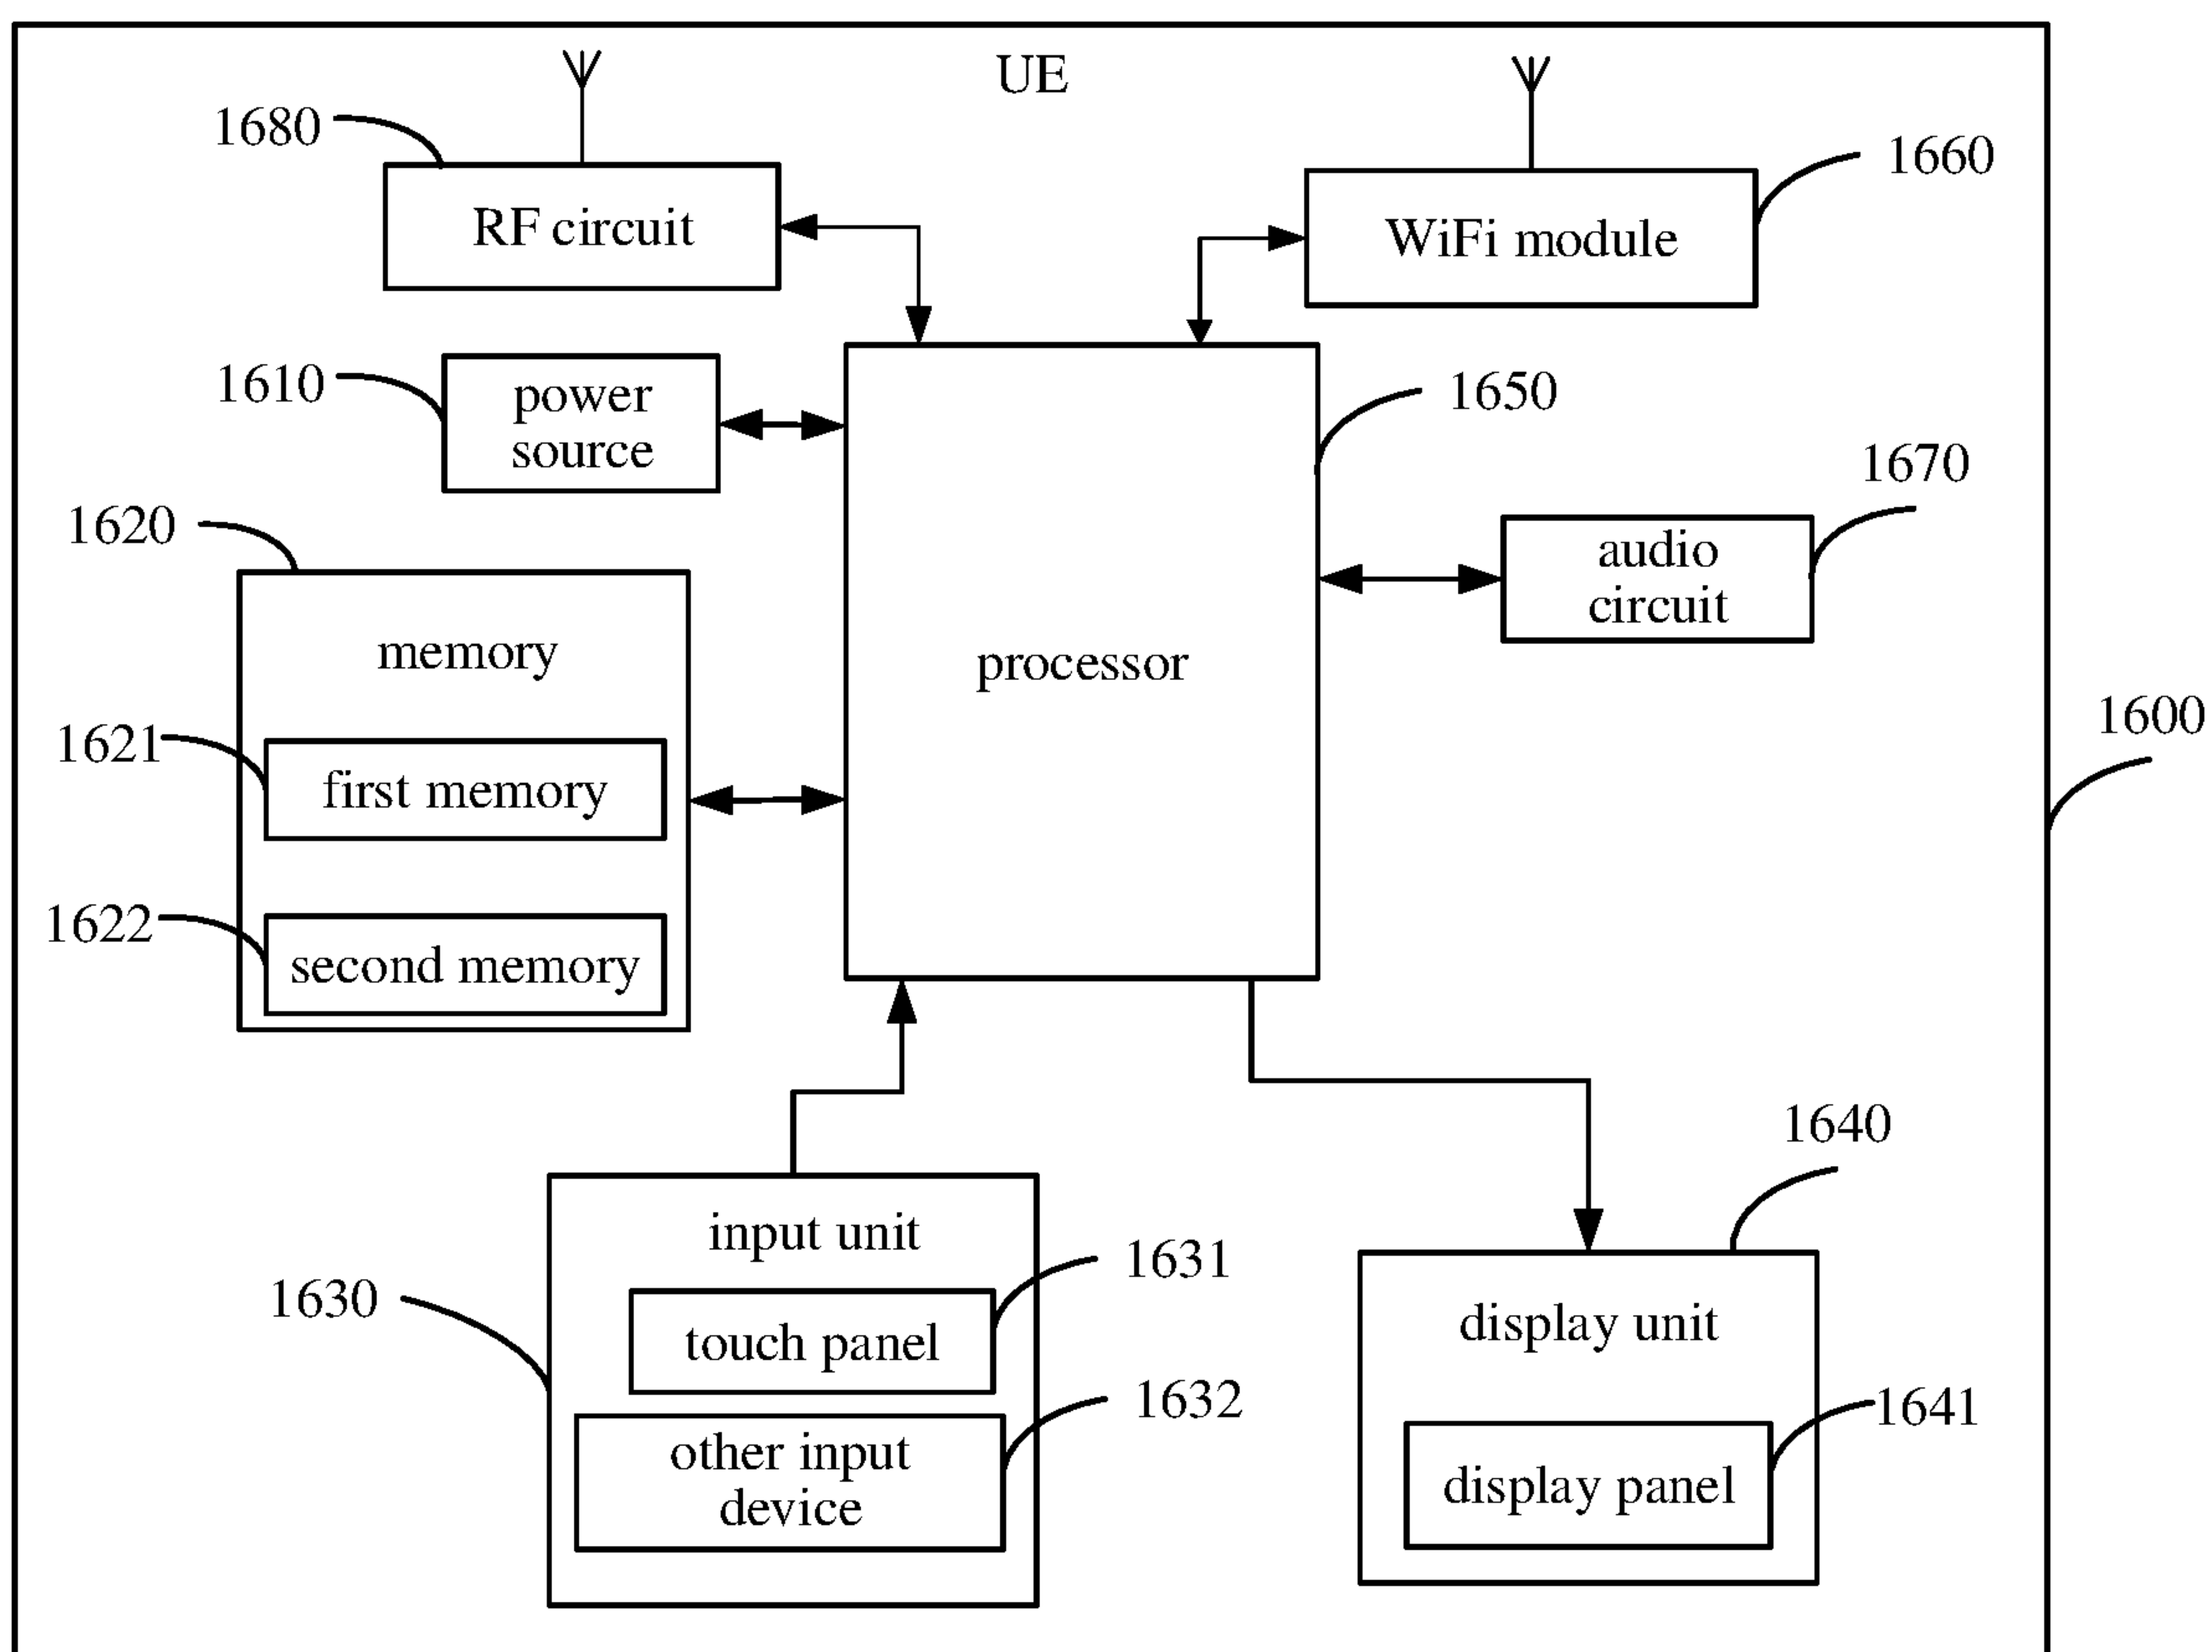 UE
1680
RF circuit
1660
WiFi module
1610
power
source
1650
1670
audio
circuit
1620
memory
processor
1600
1621
first memory
1622
second memory
1630
input unit
1631
touch panel
1632
other input
device
1640
display unit
1641
display panel